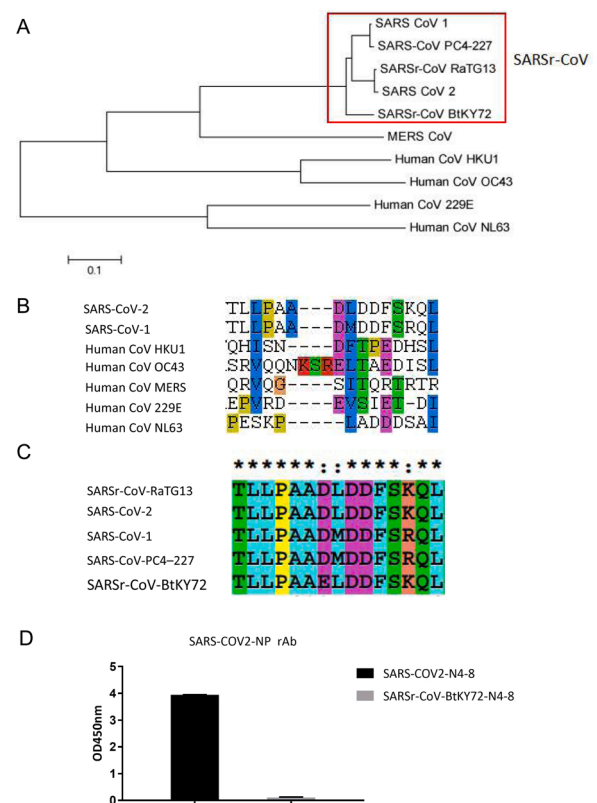 A
SARS CoV 1
SARS-CoV PC4-227
SARSr-CoV RaTG13
SARS CoV 2
SARSr-CoV BtKY72
SARSr-CoV
MERS CoV
Human CoV HKU1
Human CoV OC43
Human CoV 229E
Human CoV NL63
0.1
B
SARS-CoV-2 TLLPAA---DLDDFSKQL
SARS-CoV-1 TLLPAA---DMDDFSRQL
Human CoV HKU1 QHISN----DFTPEDHSL
Human CoV OC43 SRVQQNKSRELTAEDISL
Human CoV MERS QRVQG----SITQRTRTR
Human CoV 229E EPVRD----EVSIET-DI
Human CoV NL63 PESKP----LADDDSAI
C
******::****:**
SARSr-CoV-RaTG13 TLLPAADLDDFSKQL
SARS-CoV-2 TLLPAADLDDFSKQL
SARS-CoV-1 TLLPAADMDDFSRQL
SARS-CoV-PC4–227 TLLPAADMDDFSRQL
SARSr-CoV-BtKY72 TLLPAAELDDFSKQL
D
SARS-COV2-NP rAb
SARS-COV2-N4-8
SARSr-CoV-BtKY72-N4-8
OD450nm
5
4
3
2
1
0